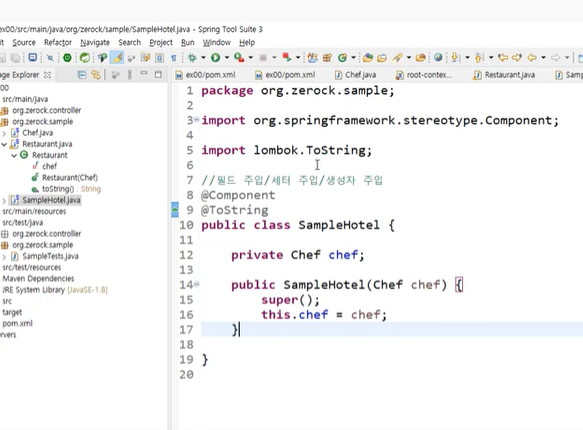 ex00/src/main/java/org/zerock/sample/SampleHotel.java - Spring Tool Suite 3
it Source Refactor Navigate Search Project Run Window Help
ge Explorer
ex00/pom.xml ex00/pom.xml Chef.java root-contex... Restaurant.java Samp
00
src/main/java
org.zerock.controller
org.zerock.sample
Chef.java
Restaurant.java
Restaurant
chef
Restaurant(Chef)
toString() : String
SampleHotel.java
src/main/resources
src/test/java
org.zerock.controller
org.zerock.sample
SampleTests.java
src/test/resources
Maven Dependencies
JRE System Library [JavaSE-1.8]
src
target
pom.xml
rvers
1 package org.zerock.sample;
2
3 import org.springframework.stereotype.Component;
4
5 import lombok.ToString;
6
7 //필드 주입/세터 주입/생성자 주입
8 @Component
9 @ToString
10 public class SampleHotel {
11
12 private Chef chef;
13
14 public SampleHotel(Chef chef) {
15 super();
16 this.chef = chef;
17 }
18
19 }
20